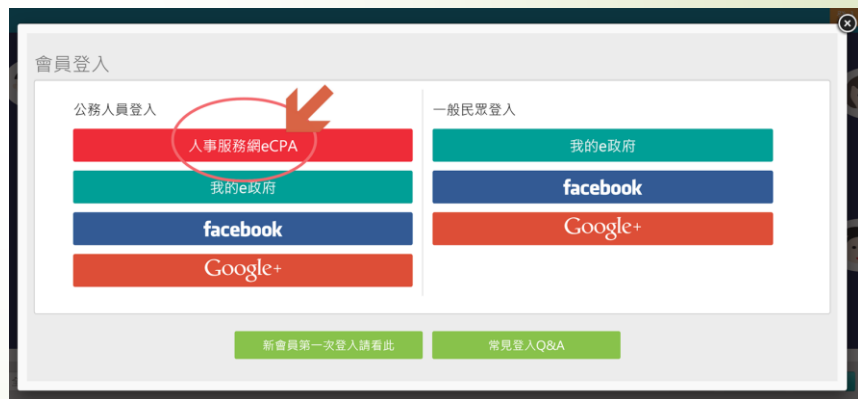 會員登入
公務人員登入
人事服務網eCPA
我的e政府
facebook
Google+
一般民眾登入
我的e政府
facebook
Google+
新會員第一次登入請看此
常見登入Q&A